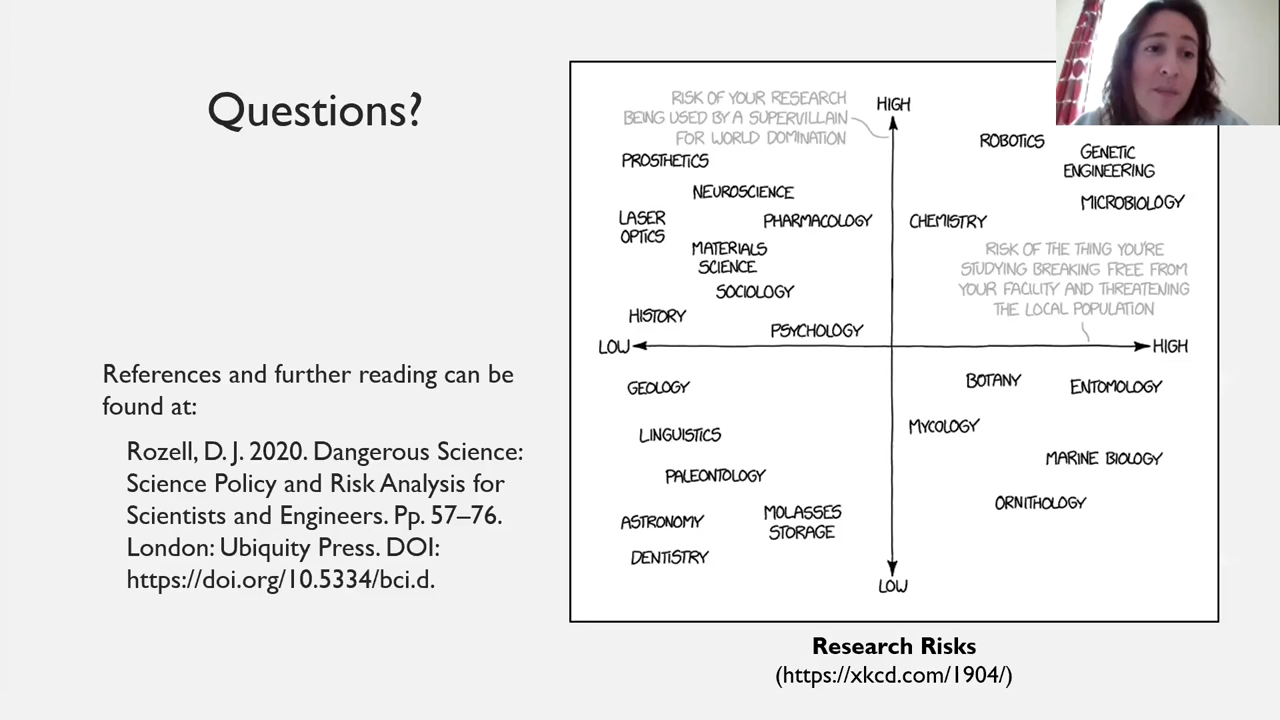 Questions?
References and further reading can be
found at:
Rozell, D. J. 2020. Dangerous Science:
Science Policy and Risk Analysis for
Scientists and Engineers. Pp. 57–76.
London: Ubiquity Press. DOI:
https://doi.org/10.5334/bci.d.
RISK OF YOUR RESEARCH
BEING USED BY A SUPERVILLAIN
FOR WORLD DOMINATION
HIGH
PROSTHETICS
NEUROSCIENCE
LASER
OPTICS
PHARMACOLOGY
MATERIALS
SCIENCE
SOCIOLOGY
HISTORY
PSYCHOLOGY
ROBOTICS
GENETIC
ENGINEERING
MICROBIOLOGY
CHEMISTRY
RISK OF THE THING YOU'RE
STUDYING BREAKING FREE FROM
YOUR FACILITY AND THREATENING
THE LOCAL POPULATION
LOW
HIGH
GEOLOGY
LINGUISTICS
PALEONTOLOGY
ASTRONOMY
MOLASSES
STORAGE
DENTISTRY
BOTANY
ENTOMOLOGY
MYCOLOGY
MARINE BIOLOGY
ORNITHOLOGY
LOW
Research Risks
(https://xkcd.com/1904/)